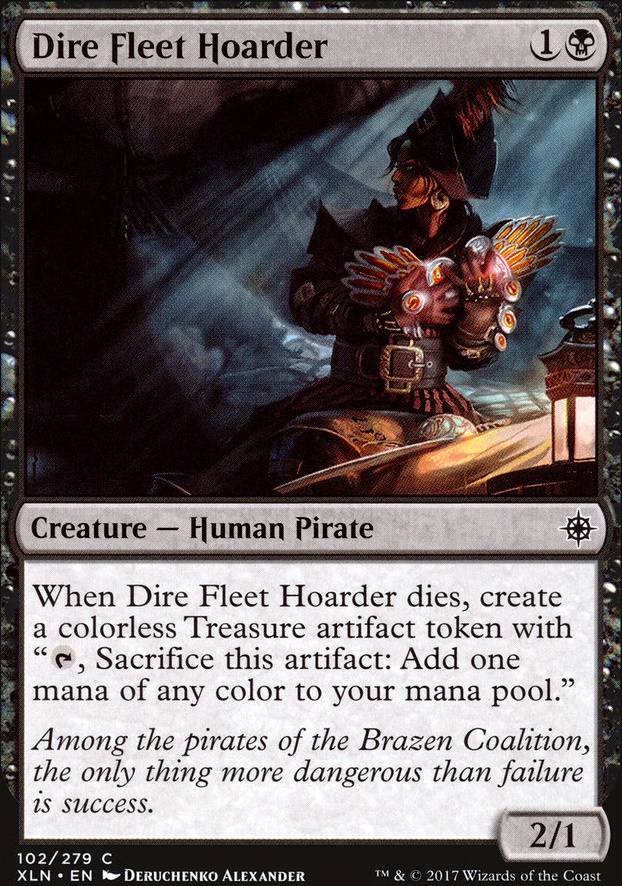 Dire Fleet Hoarder 1
Creature — Human Pirate
When Dire Fleet Hoarder dies, create
a colorless Treasure artifact token with
“, Sacrifice this artifact: Add one
mana of any color to your mana pool.”
Among the pirates of the Brazen Coalition,
the only thing more dangerous than failure
is success.
2/1
102/279 C
XLN • EN Deruchenko Alexander
™ & © 2017 Wizards of the Coast